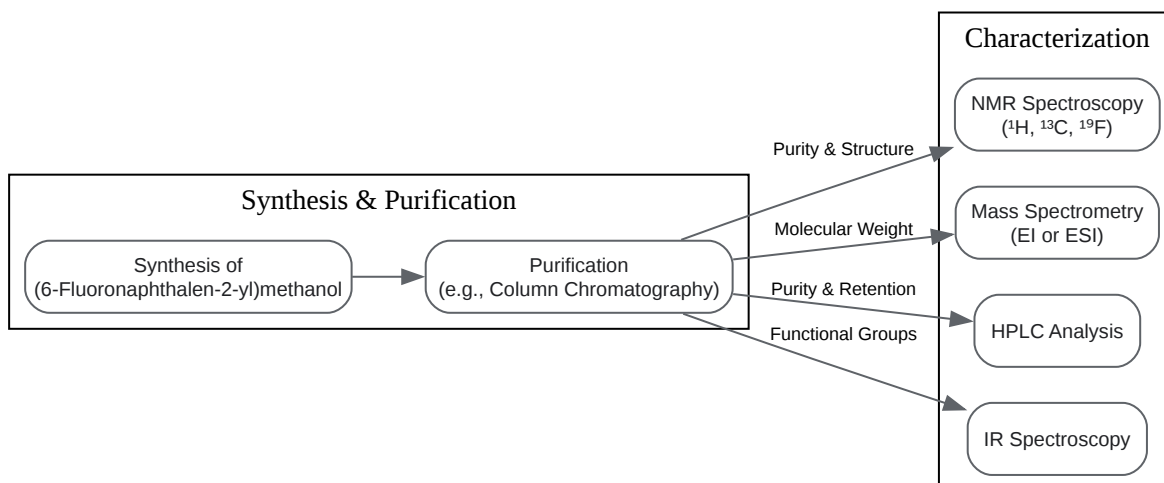 Synthesis & Purification
Synthesis of
(6-Fluoronaphthalen-2-yl)methanol
Purification
(e.g., Column Chromatography)
Purity & Structure
Molecular Weight
Purity & Retention
Functional Groups
Characterization
NMR Spectroscopy
(¹H, ¹³C, ¹⁹F)
Mass Spectrometry
(EI or ESI)
HPLC Analysis
IR Spectroscopy